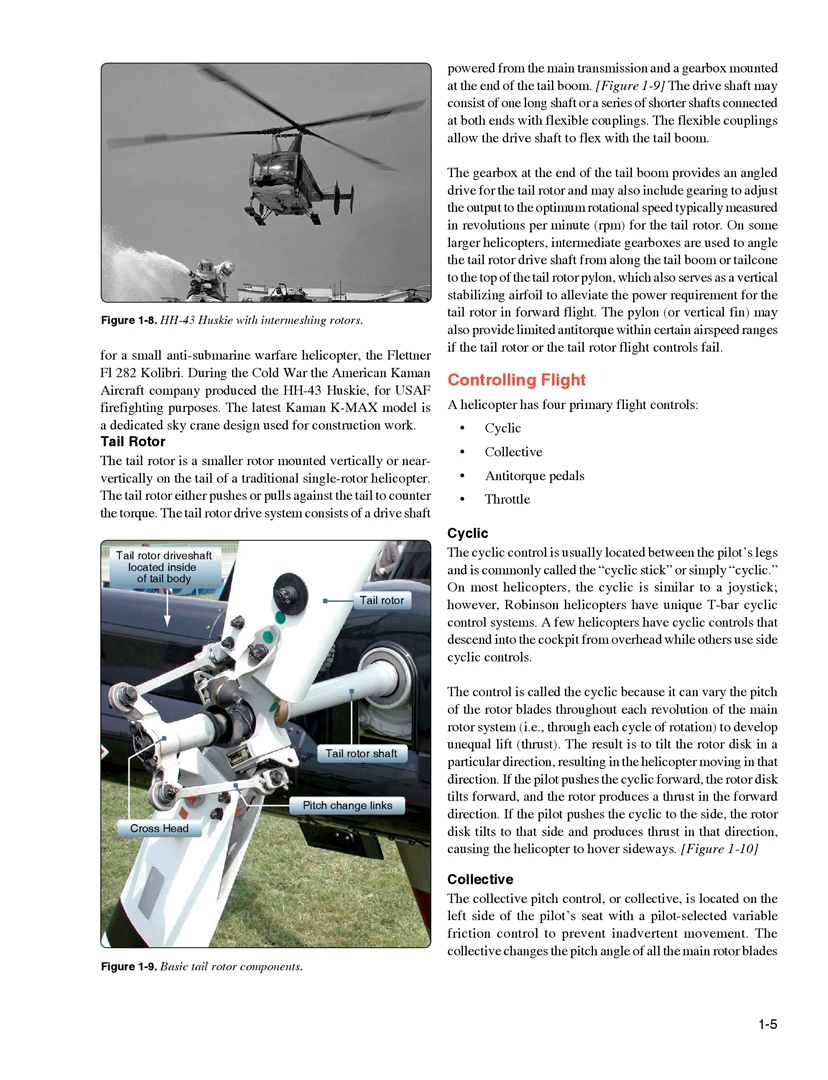 Figure 1-8. HH-43 Huskie with intermeshing rotors.
for a small anti-submarine warfare helicopter, the Flettner
Fl 282 Kolibri. During the Cold War the American Kaman
Aircraft company produced the HH-43 Huskie, for USAF
firefighting purposes. The latest Kaman K-MAX model is
a dedicated sky crane design used for construction work.
Tail Rotor
The tail rotor is a smaller rotor mounted vertically or near-
vertically on the tail of a traditional single-rotor helicopter.
The tail rotor either pushes or pulls against the tail to counter
the torque. The tail rotor drive system consists of a drive shaft
Tail rotor driveshaft
located inside
of tail body
Tail rotor
Tail rotor shaft
Pitch change links
Cross Head
Figure 1-9. Basic tail rotor components.
powered from the main transmission and a gearbox mounted
at the end of the tail boom. [Figure 1-9] The drive shaft may
consist of one long shaft or a series of shorter shafts connected
at both ends with flexible couplings. The flexible couplings
allow the drive shaft to flex with the tail boom.
The gearbox at the end of the tail boom provides an angled
drive for the tail rotor and may also include gearing to adjust
the output to the optimum rotational speed typically measured
in revolutions per minute (rpm) for the tail rotor. On some
larger helicopters, intermediate gearboxes are used to angle
the tail rotor drive shaft from along the tail boom or tailcone
to the top of the tail rotor pylon, which also serves as a vertical
stabilizing airfoil to alleviate the power requirement for the
tail rotor in forward flight. The pylon (or vertical fin) may
also provide limited antitorque within certain airspeed ranges
if the tail rotor or the tail rotor flight controls fail.
Controlling Flight
A helicopter has four primary flight controls:
• Cyclic
• Collective
• Antitorque pedals
• Throttle
Cyclic
The cyclic control is usually located between the pilot's legs
and is commonly called the “cyclic stick” or simply “cyclic.”
On most helicopters, the cyclic is similar to a joystick;
however, Robinson helicopters have unique T-bar cyclic
control systems. A few helicopters have cyclic controls that
descend into the cockpit from overhead while others use side
cyclic controls.
The control is called the cyclic because it can vary the pitch
of the rotor blades throughout each revolution of the main
rotor system (i.e., through each cycle of rotation) to develop
unequal lift (thrust). The result is to tilt the rotor disk in a
particular direction, resulting in the helicopter moving in that
direction. If the pilot pushes the cyclic forward, the rotor disk
tilts forward, and the rotor produces a thrust in the forward
direction. If the pilot pushes the cyclic to the side, the rotor
disk tilts to that side and produces thrust in that direction,
causing the helicopter to hover sideways. [Figure 1-10]
Collective
The collective pitch control, or collective, is located on the
left side of the pilot's seat with a pilot-selected variable
friction control to prevent inadvertent movement. The
collective changes the pitch angle of all the main rotor blades
1-5